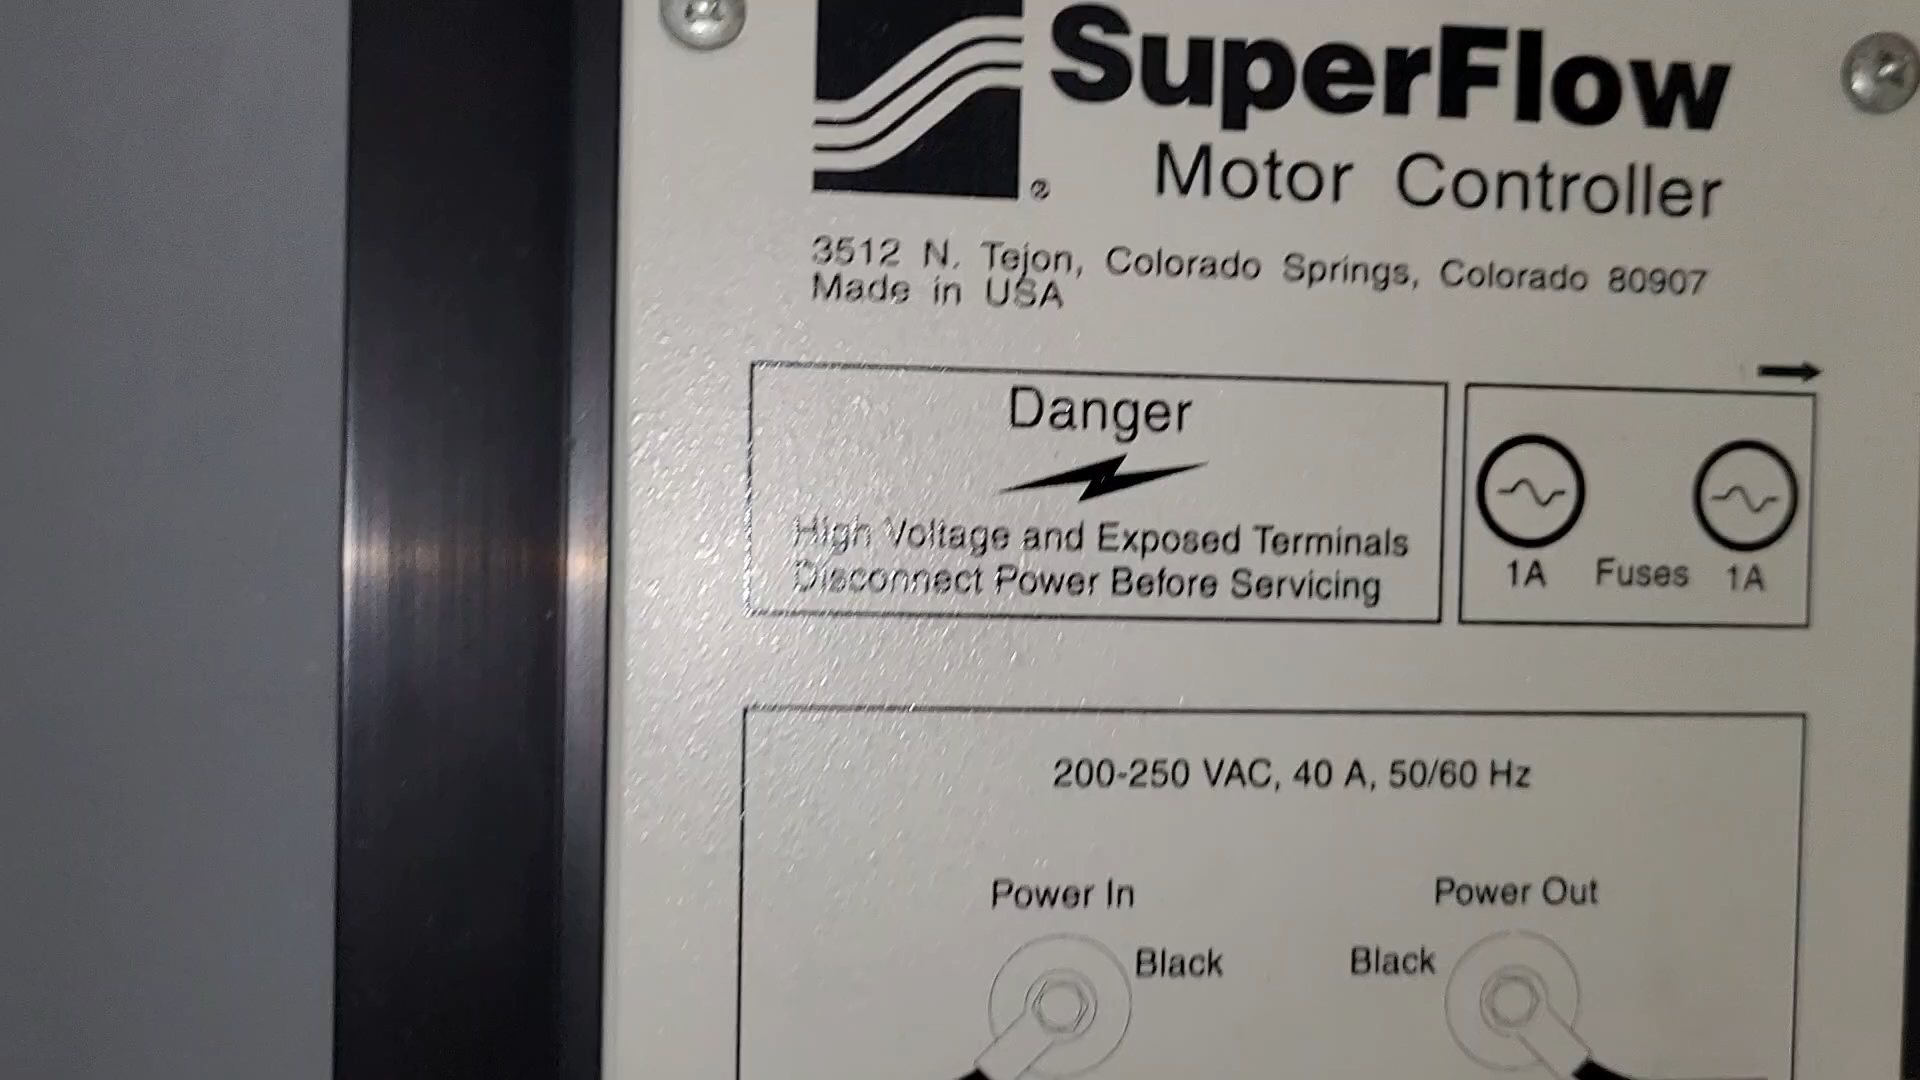 SuperFlow
®
Motor Controller
3512 N. Tejon, Colorado Springs, Colorado 80907
Made in USA
Danger
High Voltage and Exposed Terminals
Disconnect Power Before Servicing
1A Fuses 1A
200-250 VAC, 40 A, 50/60 Hz
Power In Power Out
Black Black